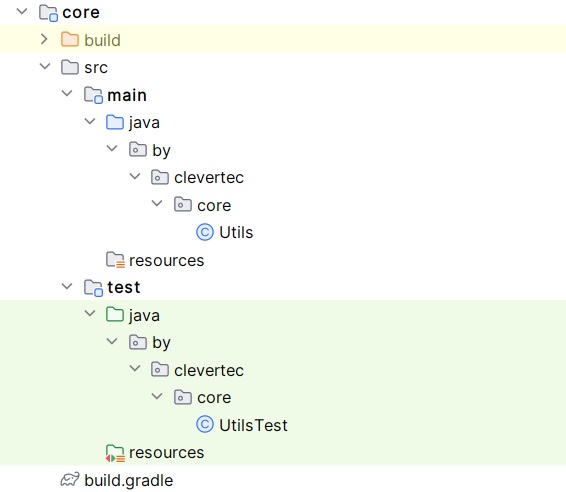 core
build
src
main
java
by
clevertec
core
Utils
resources
test
java
by
clevertec
core
UtilsTest
resources
build.gradle